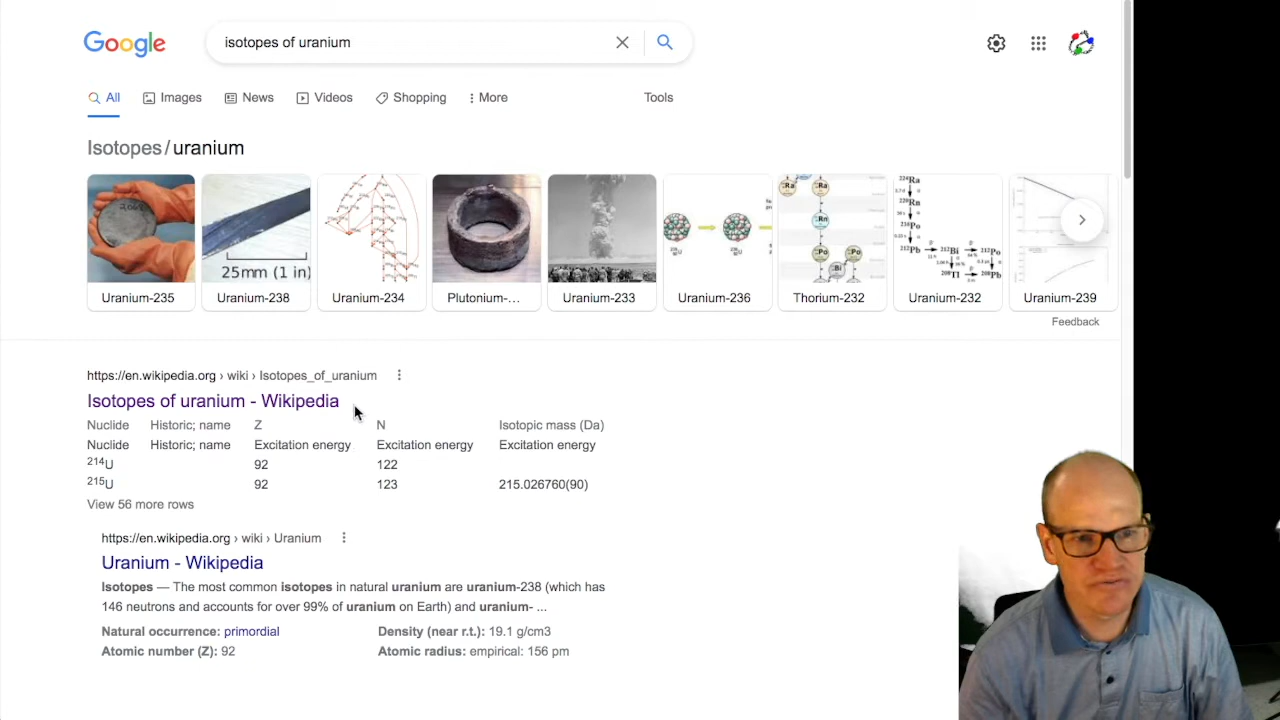 Google
isotopes of uranium
All Images News Videos Shopping More Tools
Isotopes / uranium
25mm (1 in)
Uranium-235 Uranium-238 Uranium-234 Plutonium-... Uranium-233 Uranium-236 Thorium-232 Uranium-232 Uranium-239
Feedback
https://en.wikipedia.org › wiki › Isotopes_of_uranium
Isotopes of uranium - Wikipedia
Nuclide Historic; name Z N Isotopic mass (Da)
Nuclide Historic; name Excitation energy Excitation energy Excitation energy
²¹⁴U 92 122
²¹⁵U 92 123 215.026760(90)
View 56 more rows
https://en.wikipedia.org › wiki › Uranium
Uranium - Wikipedia
Isotopes — The most common isotopes in natural uranium are uranium-238 (which has
146 neutrons and accounts for over 99% of uranium on Earth) and uranium- ...
Natural occurrence: primordial Density (near r.t.): 19.1 g/cm3
Atomic number (Z): 92 Atomic radius: empirical: 156 pm